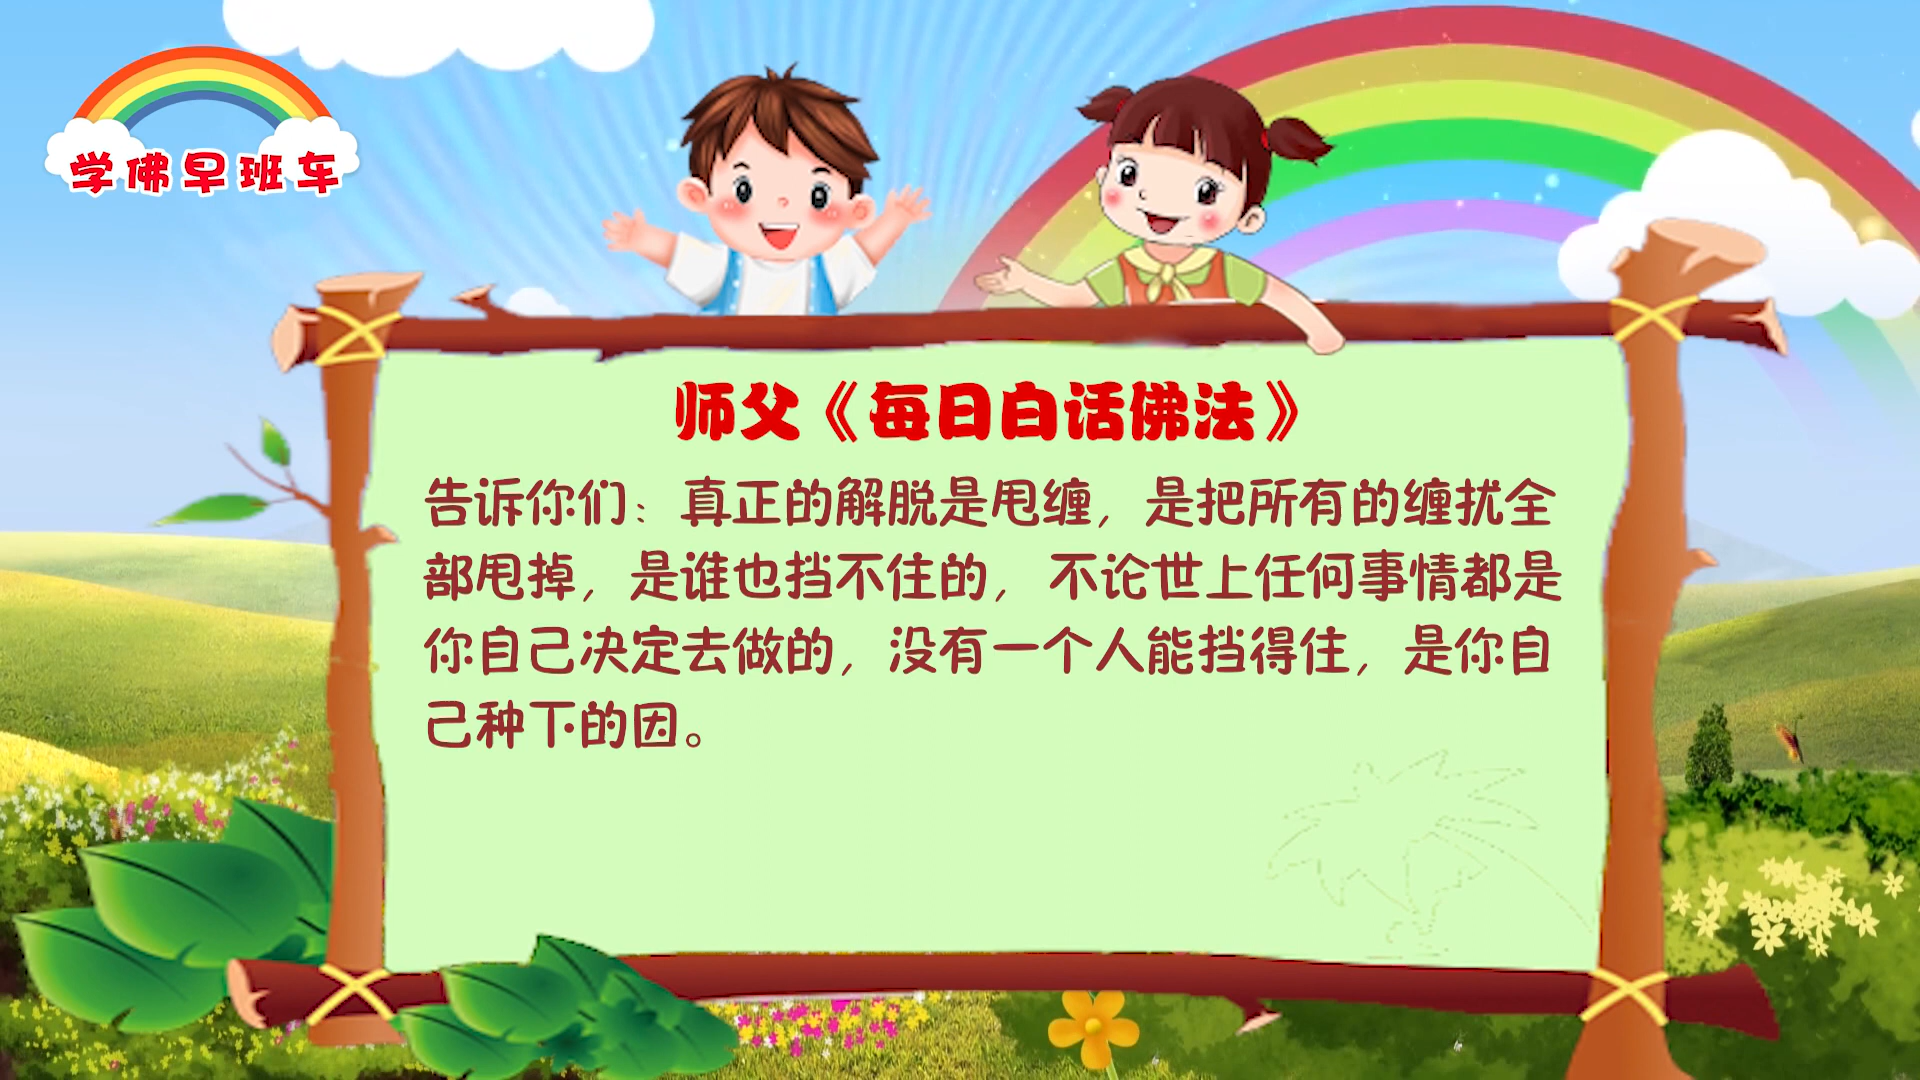 学佛早班车
师父《每日白话佛法》
告诉你们：真正的解脱是甩缠，是把所有的缠扰全
部甩掉，是谁也挡不住的，不论世上任何事情都是
你自己决定去做的，没有一个人能挡得住，是你自
己种下的因。